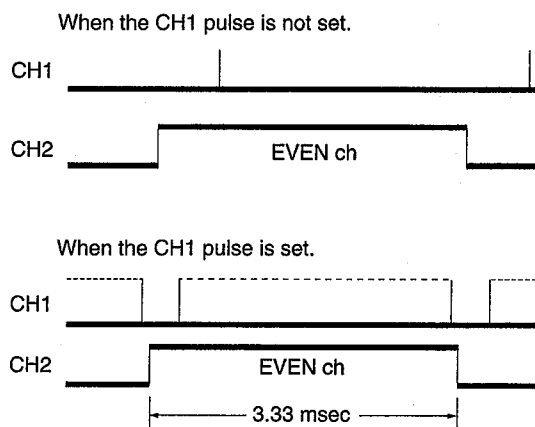 When the CH1 pulse is not set.
CH1
CH2
EVEN ch
When the CH1 pulse is set.
CH1
CH2
EVEN ch
3.33 msec